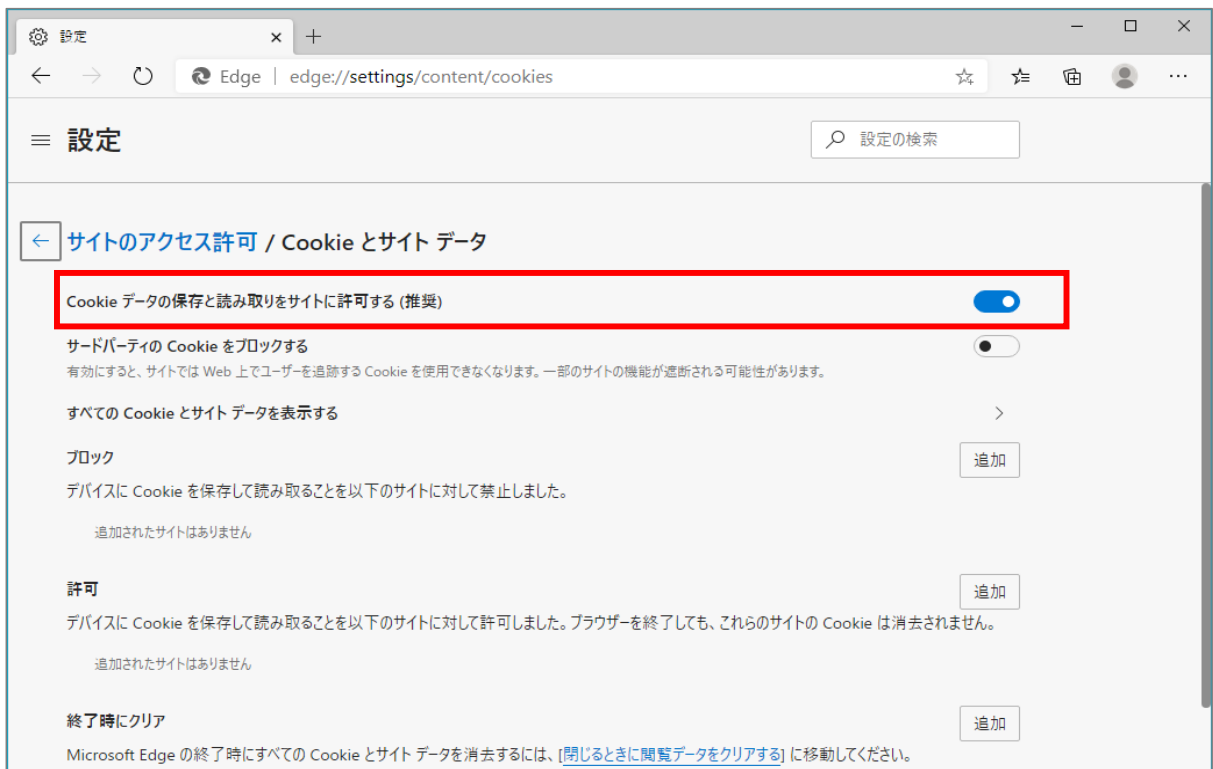 設定
Edge | edge://settings/content/cookies
設定
設定の検索
サイトのアクセス許可 / Cookie とサイト データ
Cookie データの保存と読み取りをサイトに許可する (推奨)
サードパーティの Cookie をブロックする
有効にすると、サイトでは Web 上でユーザーを追跡する Cookie を使用できなくなります。一部のサイトの機能が遮断される可能性があります。
すべての Cookie とサイト データを表示する
ブロック
追加
デバイスに Cookie を保存して読み取ることを以下のサイトに対して禁止しました。
追加されたサイトはありません
許可
追加
デバイスに Cookie を保存して読み取ることを以下のサイトに対して許可しました。ブラウザーを終了しても、これらのサイトの Cookie は消去されません。
追加されたサイトはありません
終了時にクリア
追加
Microsoft Edge の終了時にすべての Cookie とサイト データを消去するには、[閉じるときに閲覧データをクリアする] に移動してください。